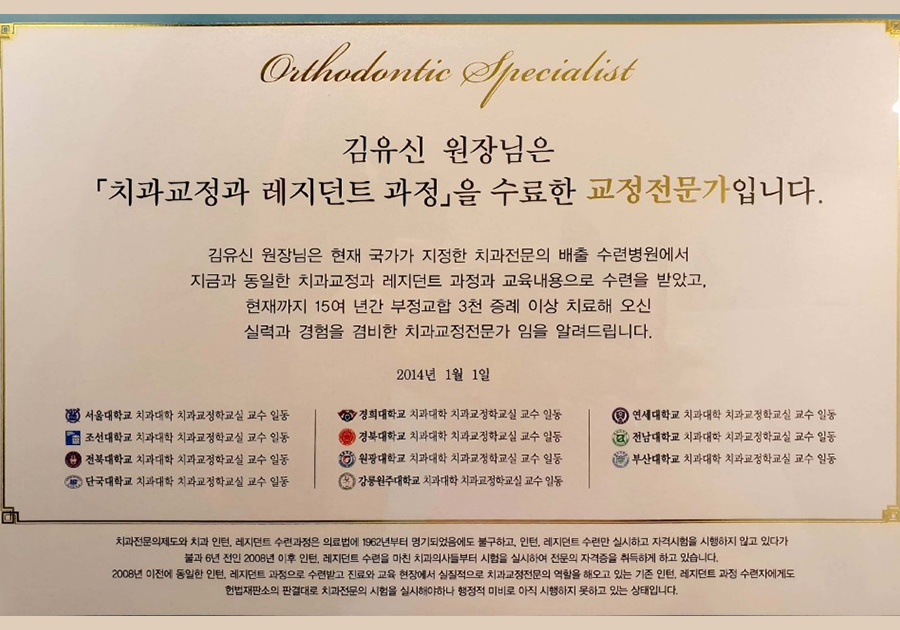 Orthodontic Specialist
김유신 원장님은
「치과교정과 레지던트 과정」을 수료한 교정전문가입니다.
김유신 원장님은 현재 국가가 지정한 치과전문의 배출 수련병원에서
지금과 동일한 치과교정과 레지던트 과정과 교육내용으로 수련을 받았고,
현재까지 15여 년간 부정교합 3천 증례 이상 치료해 오신
실력과 경험을 겸비한 치과교정전문가 임을 알려드립니다.
2014년 1월 1일
서울대학교 치과대학 치과교정학교실 교수 일동
조선대학교 치과대학 치과교정학교실 교수 일동
전북대학교 치과대학 치과교정학교실 교수 일동
단국대학교 치과대학 치과교정학교실 교수 일동
경희대학교 치과대학 치과교정학교실 교수 일동
경북대학교 치과대학 치과교정학교실 교수 일동
원광대학교 치과대학 치과교정학교실 교수 일동
강릉원주대학교 치과대학 치과교정학교실 교수 일동
연세대학교 치과대학 치과교정학교실 교수 일동
전남대학교 치과대학 치과교정학교실 교수 일동
부산대학교 치과대학 치과교정학교실 교수 일동
치과전문의제도와 치과 인턴, 레지던트 수련과정은 의료법에 1962년부터 명기되었음에도 불구하고, 인턴, 레지던트 수련만 실시하고 자격시험을 시행하지 않고 있다가
불과 6년 전인 2008년 이후 인턴, 레지던트 수련을 마친 치과의사들부터 시험을 실시하여 전문의 자격증을 취득하게 하고 있습니다.
2008년 이전에 동일한 인턴, 레지던트 과정으로 수련받고 진료와 교육 현장에서 실질적으로 치과교정전문의 역할을 해오고 있는 기존 인턴, 레지던트 과정 수련자에게도
헌법재판소의 판결대로 치과전문의 시험을 실시해야하나 행정적 미비로 아직 시행하지 못하고 있는 상태입니다.